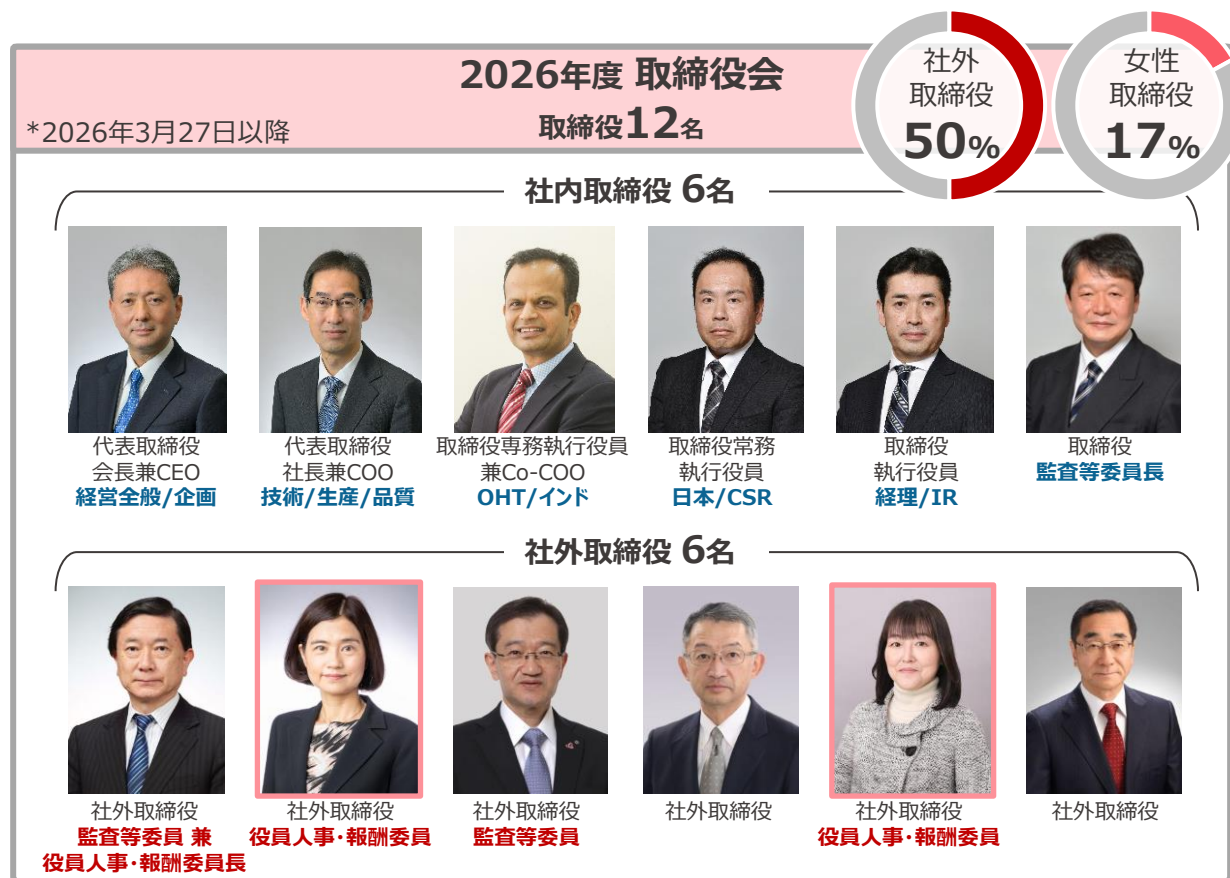 2026年度 取締役会
取締役12名
*2026年3月27日以降
社外
取締役
50%
女性
取締役
17%
社内取締役 6名
代表取締役
会長兼CEO
経営全般/企画
代表取締役
社長兼COO
技術/生産/品質
取締役専務執行役員
兼Co-COO
OHT/インド
取締役常務
執行役員
日本/CSR
取締役
執行役員
経理/IR
取締役
監査等委員長
社外取締役 6名
社外取締役
監査等委員 兼
役員人事・報酬委員長
社外取締役
役員人事・報酬委員
社外取締役
監査等委員
社外取締役
社外取締役
役員人事・報酬委員
社外取締役